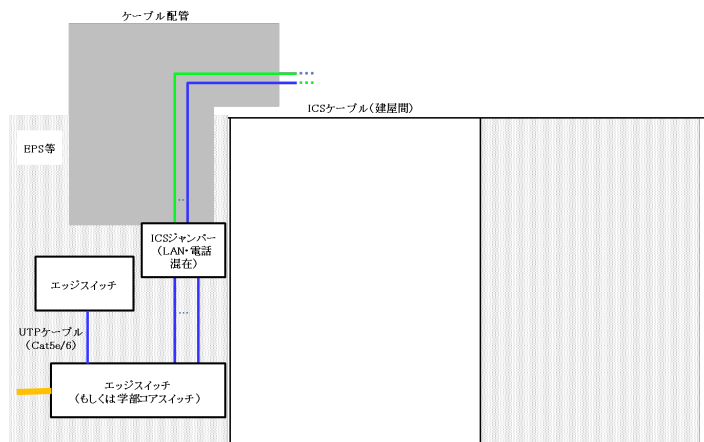 ケーブル配管
ICSケーブル（建屋間）
EPS等
ICSジャンパー
（LAN・電話
混在）
エッジスイッチ
UTPケーブル
（Cat5e/6）
エッジスイッチ
（もしくは学部コアスイッチ）